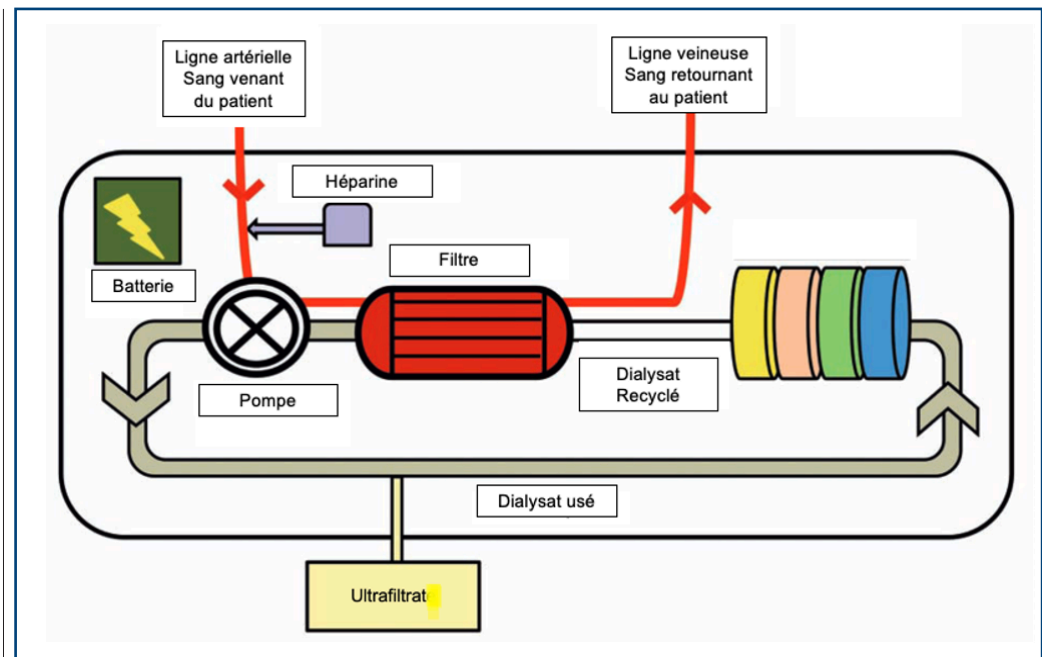 Ligne artérielle
Sang venant
du patient
Ligne veineuse
Sang retournant
au patient
Héparine
Filtre
Batterie
Pompe
Dialysat
Recyclé
Dialysat usé
Ultrafiltrate